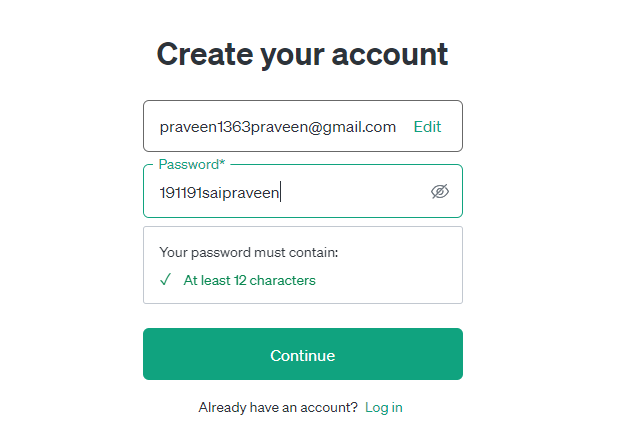 Create your account
praveen1363praveen@gmail.com Edit
Password*
191191saipraveen
Your password must contain:
✓ At least 12 characters
Continue
Already have an account? Log in